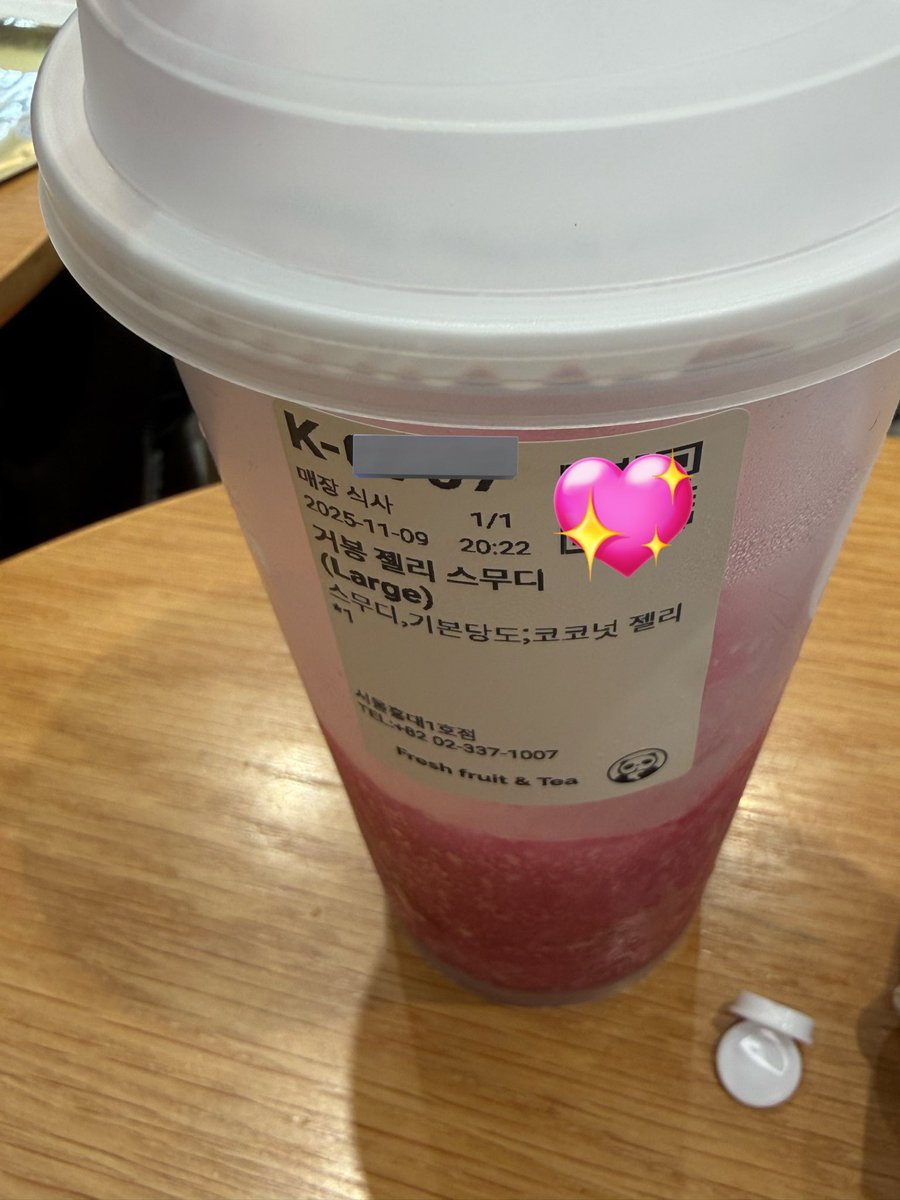 매장 식사
2025-11-09 1/1 20:22
거봉 젤리 스무디
(Large)
스무디,기본당도;코코넛 젤리
*1
서울홍대1호점
TEL:+82 02-337-1007
Fresh fruit & Tea